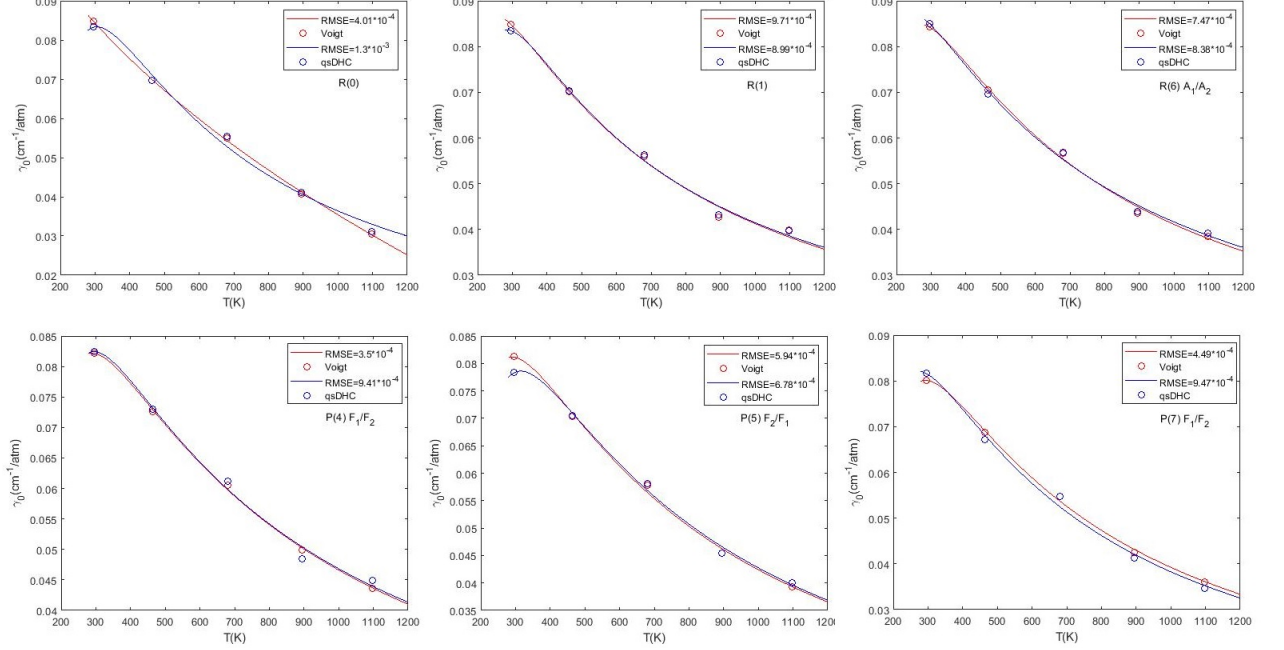 0.09
0.08
0.07
0.06
0.05
0.04
0.03
0.02
γ0(cm-1/atm)
RMSE=4.01*10-4
Voigt
RMSE=1.3*10-3
qsDHC
R(0)
200 300 400 500 600 700 800 900 1000 1100 1200
T(K)
0.09
0.08
0.07
0.06
0.05
0.04
0.03
γ0(cm-1/atm)
RMSE=9.71*10-4
Voigt
RMSE=8.99*10-4
qsDHC
R(1)
200 300 400 500 600 700 800 900 1000 1100 1200
T(K)
0.09
0.08
0.07
0.06
0.05
0.04
0.03
γ0(cm-1/atm)
RMSE=7.47*10-4
Voigt
RMSE=8.38*10-4
qsDHC
R(6) A1/A2
200 300 400 500 600 700 800 900 1000 1100 1200
T(K)
0.085
0.08
0.075
0.07
0.065
0.06
0.055
0.05
0.045
0.04
γ0(cm-1/atm)
RMSE=3.5*10-4
Voigt
RMSE=9.41*10-4
qsDHC
P(4) F1/F2
200 300 400 500 600 700 800 900 1000 1100 1200
T(K)
0.085
0.08
0.075
0.07
0.065
0.06
0.055
0.05
0.045
0.04
0.035
γ0(cm-1/atm)
RMSE=5.94*10-4
Voigt
RMSE=6.78*10-4
qsDHC
P(5) F2/F1
200 300 400 500 600 700 800 900 1000 1100 1200
T(K)
0.09
0.08
0.07
0.06
0.05
0.04
0.03
γ0(cm-1/atm)
RMSE=4.49*10-4
Voigt
RMSE=9.47*10-4
qsDHC
P(7) F1/F2
200 300 400 500 600 700 800 900 1000 1100 1200
T(K)